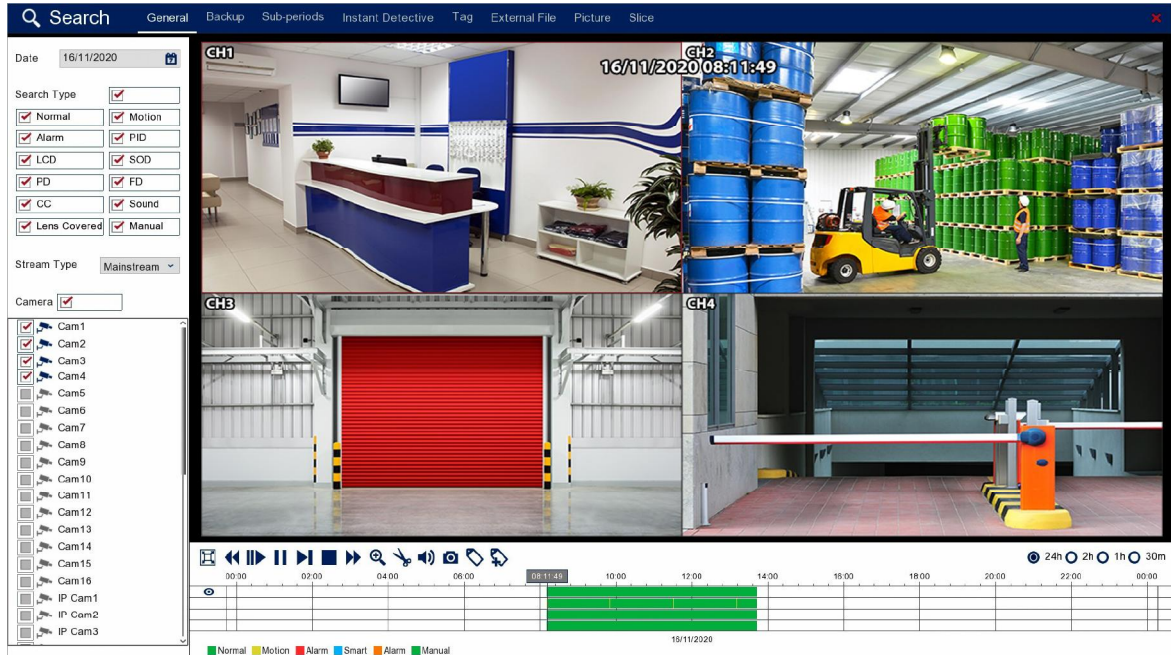 Search General Backup Sub-periods Instant Detective Tag External File Picture Slice
Date 16/11/2020
Search Type
Normal Motion
Alarm PID
LCD SOD
PD FD
CC Sound
Lens Covered Manual
Stream Type Mainstream
Camera
Cam1
Cam2
Cam3
Cam4
Cam5
Cam6
Cam7
Cam8
Cam9
Cam10
Cam11
Cam12
Cam13
Cam14
Cam15
Cam16
IP Cam1
IP Cam2
IP Cam3
CH1 CH2
16/11/2020 08:11:49
CH3 CH4
24h 2h 1h 30m
00:00 02:00 04:00 06:00 08:11:49 10:00 12:00 14:00 16:00 18:00 20:00 22:00 00:00
16/11/2020
Normal Motion Alarm Smart Alarm Manual